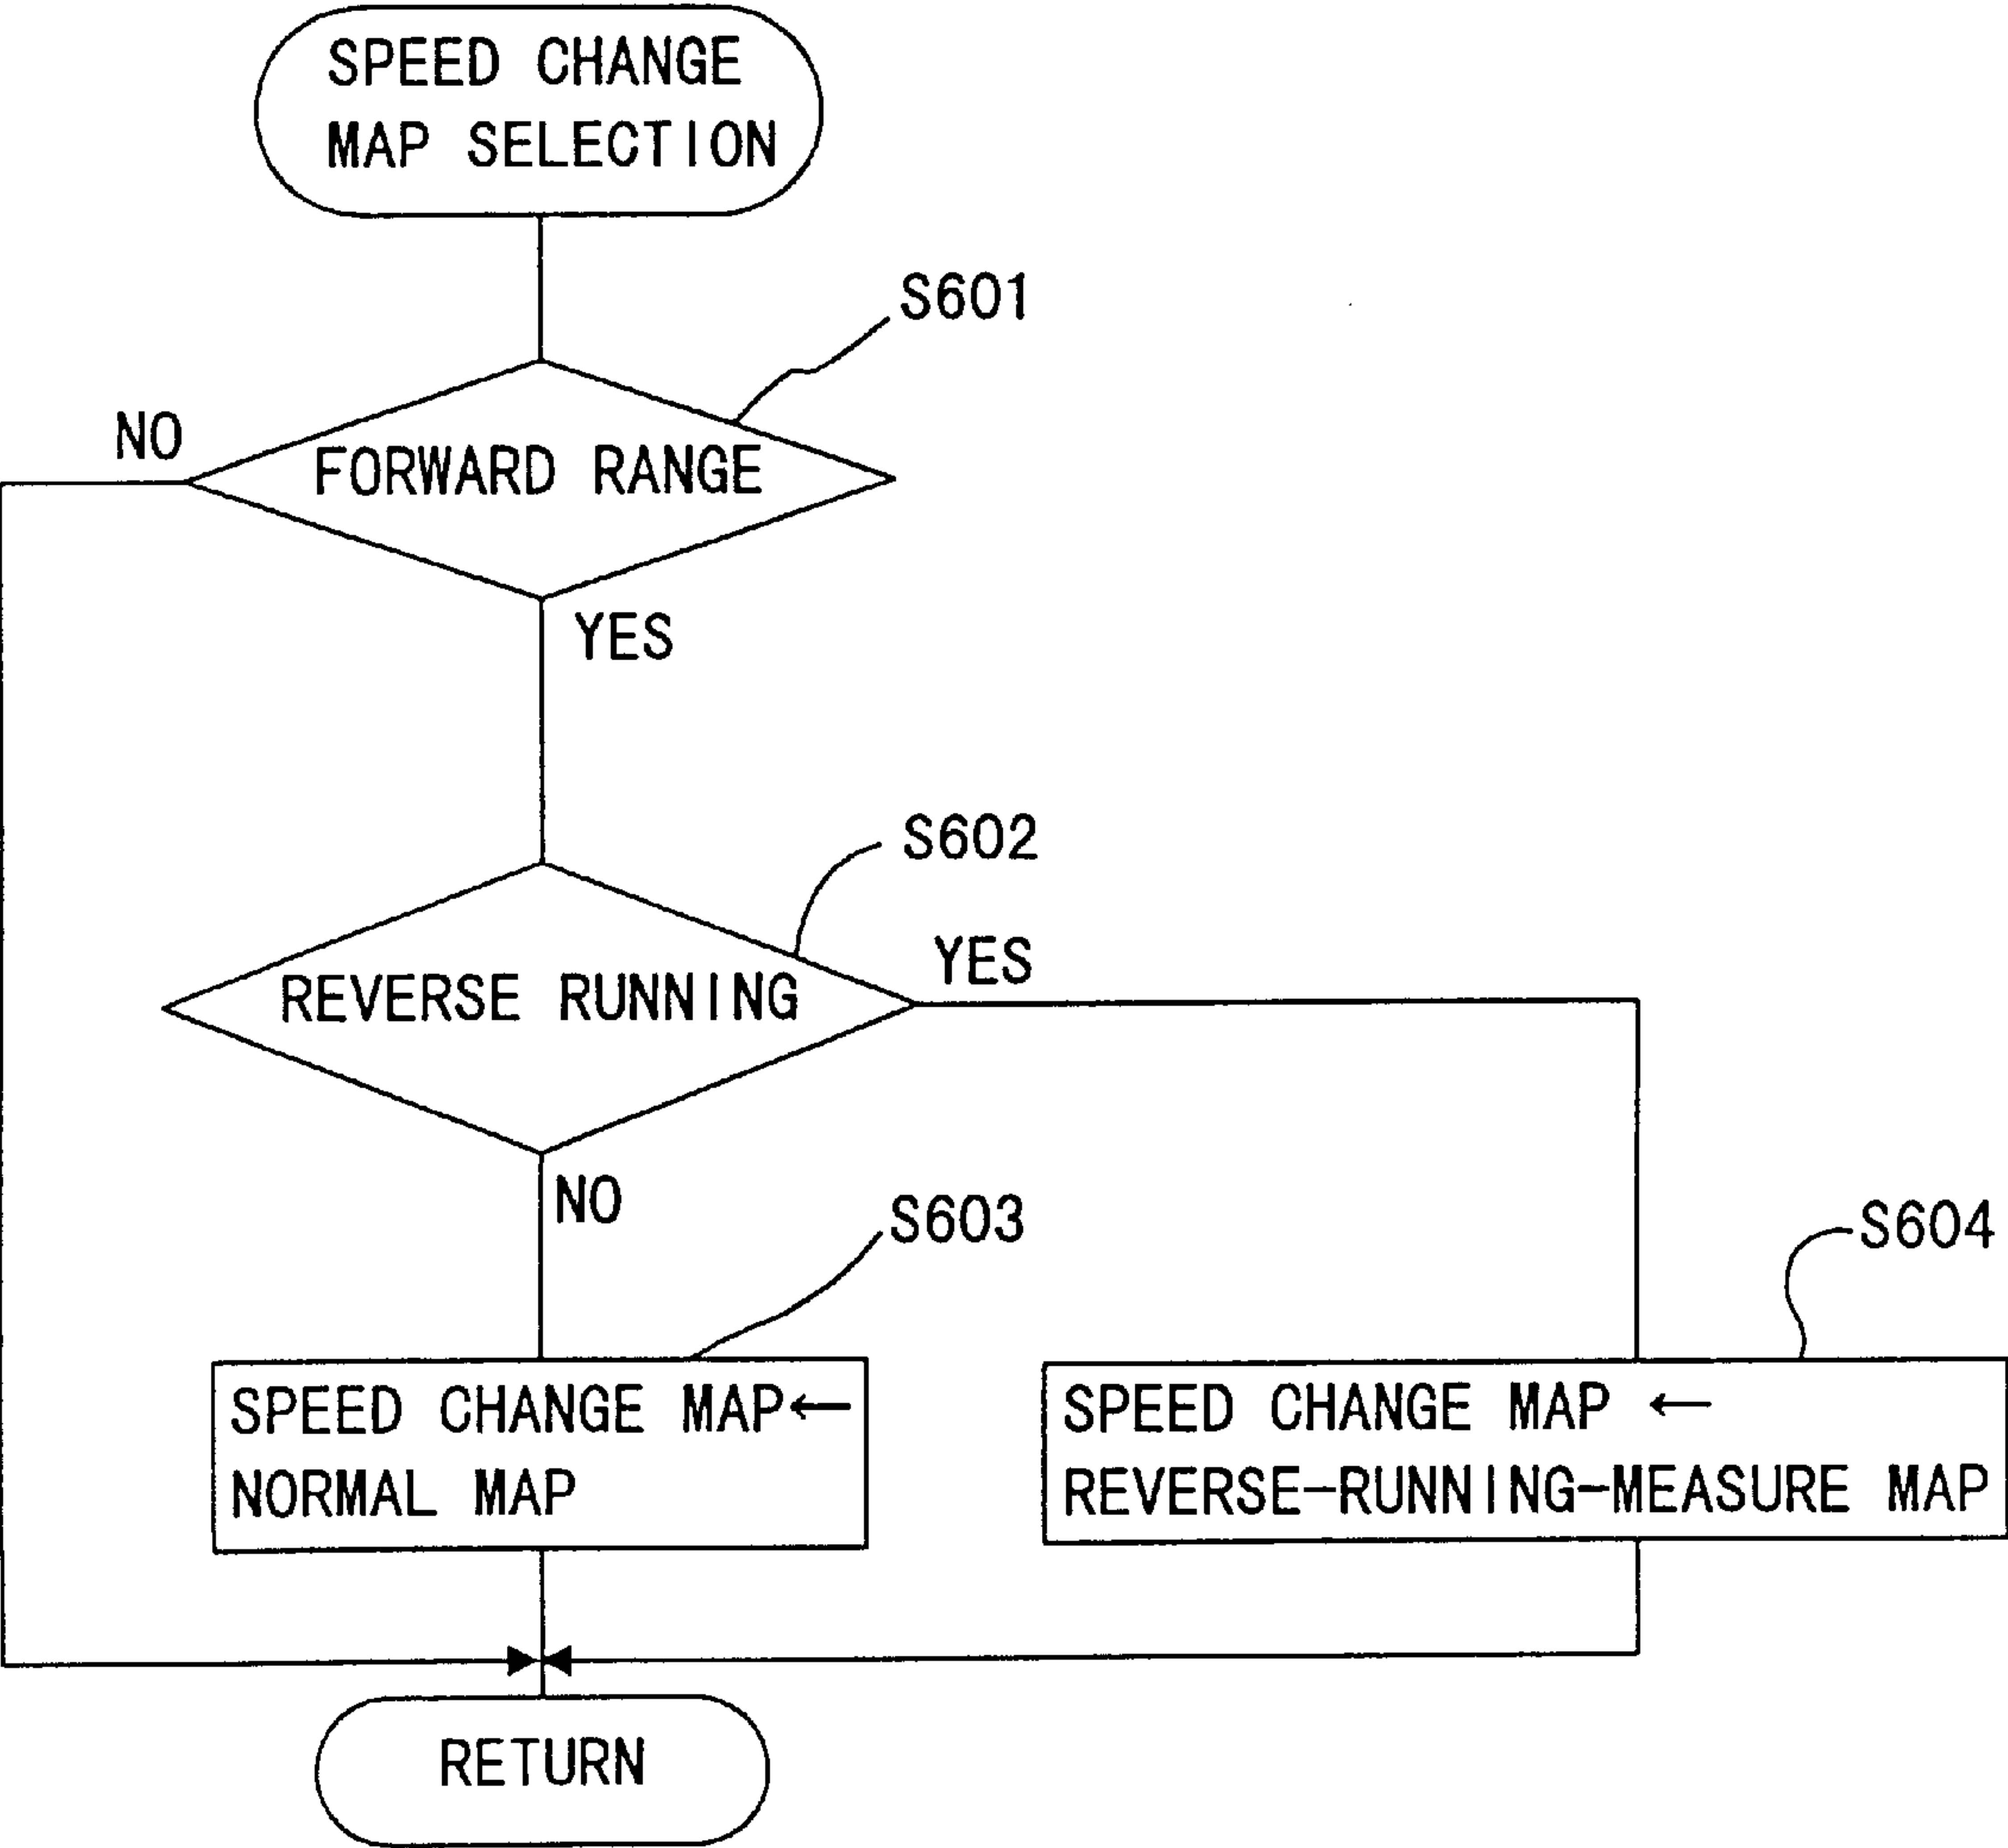 SPEED CHANGE
MAP SELECTION
S601
NO
FORWARD RANGE
YES
S602
YES
REVERSE RUNNING
NO
S603
S604
SPEED CHANGE MAP←
NORMAL MAP
SPEED CHANGE MAP ←
REVERSE-RUNNING-MEASURE MAP
RETURN